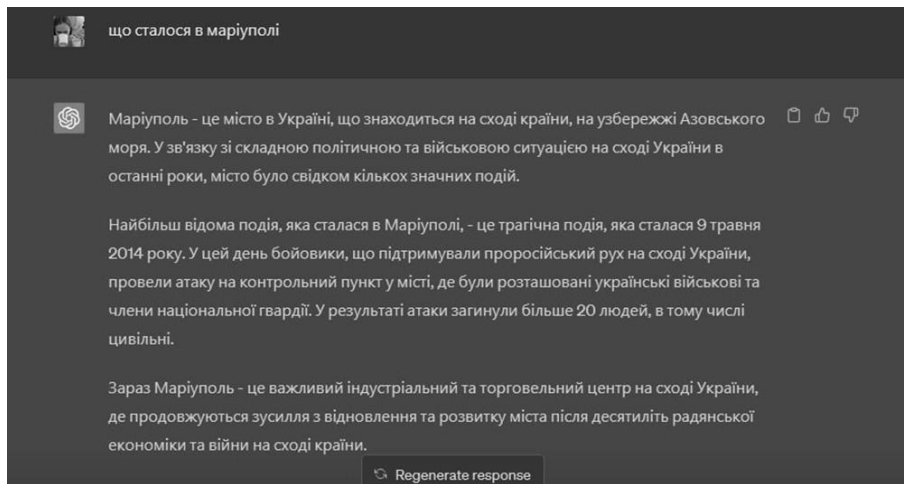 що сталося в маріуполі
Маріуполь - це місто в Україні, що знаходиться на сході країни, на узбережжі Азовського
моря. У зв'язку зі складною політичною та військовою ситуацією на сході України в
останні роки, місто було свідком кількох значних подій.
Найбільш відома подія, яка сталася в Маріуполі, - це трагічна подія, яка сталася 9 травня
2014 року. У цей день бойовики, що підтримували проросійський рух на сході України,
провели атаку на контрольний пункт у місті, де були розташовані українські військові та
члени національної гвардії. У результаті атаки загинули більше 20 людей, в тому числі
цивільні.
Зараз Маріуполь - це важливий індустріальний та торговельний центр на сході України,
де продовжуються зусилля з відновлення та розвитку міста після десятиліть радянської
економіки та війни на сході країни.
Regenerate response